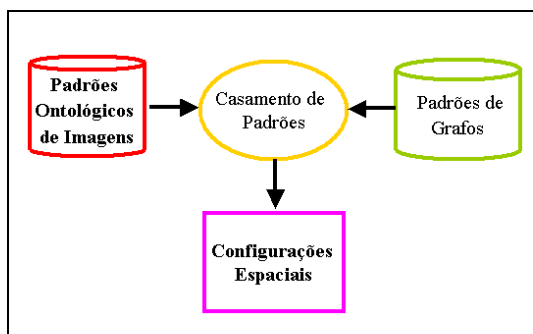 Padrões
Ontológicos
de Imagens
Casamento de
Padrões
Padrões de
Grafos
Configurações
Espaciais